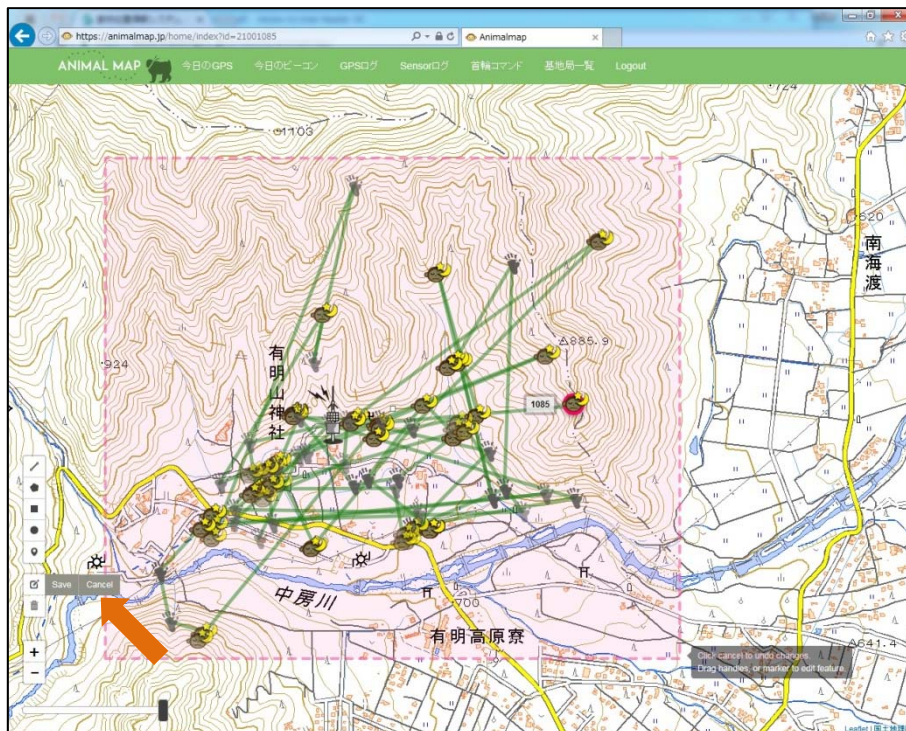 https://animalmap.jp/home/index?id=21001085
Animalmap
ANIMAL MAP
今日のGPS
今日のビーコン
GPSログ
Sensorログ
首輪コマンド
基地局一覧
Logout
1103
724
650
620
南海渡
924
有明山神社
885.9
1085
Save
Cancel
中房川
700
有明高原寮
641.4
Click cancel to undo changes.
Drag handles, or marker to edit feature.